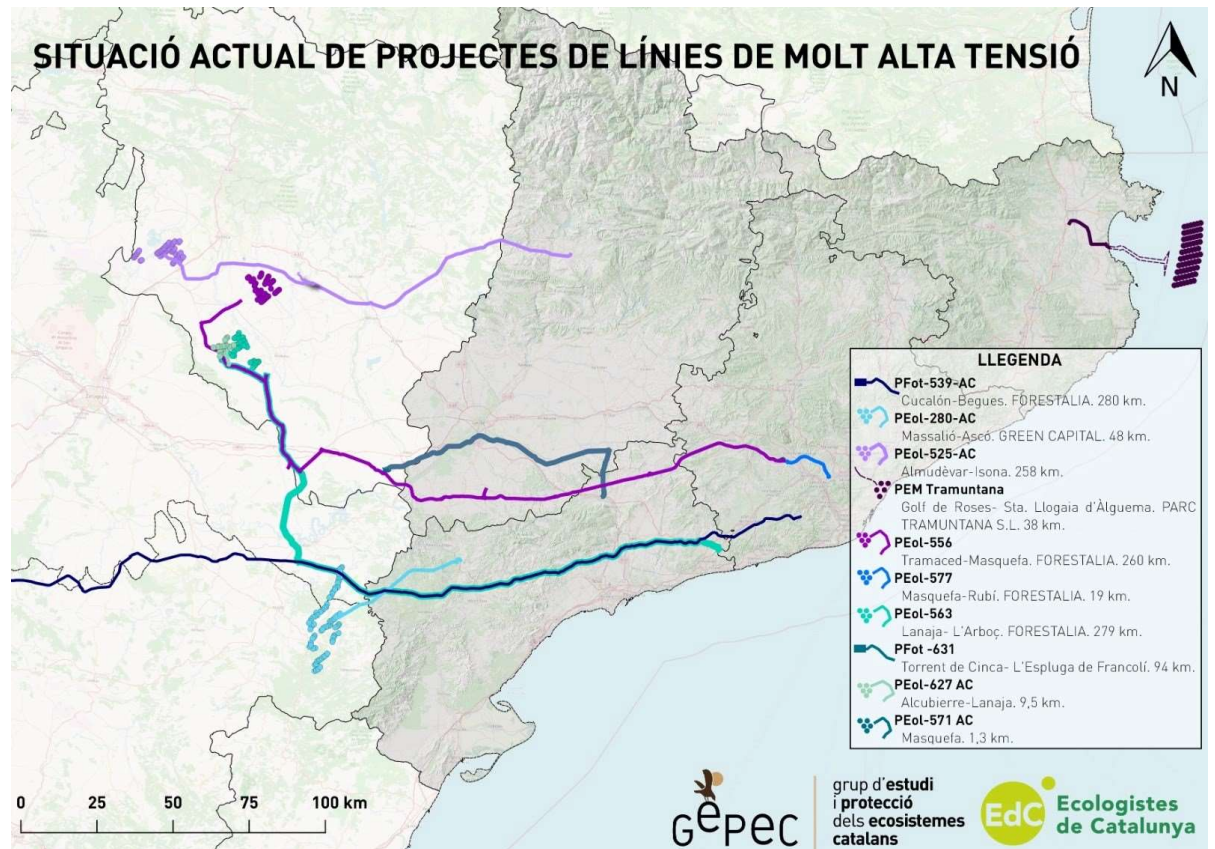 SITUACIÓ ACTUAL DE PROJECTES DE LÍNIES DE MOLT ALTA TENSIÓ
N
LLEGENDA
PFot-539-AC
Cucalón-Begues. FORESTALIA. 280 km.
PEol-280-AC
Massalió-Ascó. GREEN CAPITAL. 48 km.
PEol-525-AC
Almudèvar-Isona. 258 km.
PEM Tramuntana
Golf de Roses- Sta. Llogaia d'Àlguema. PARC
TRAMUNTANA S.L. 38 km.
PEol-556
Tramaced-Masquefa. FORESTALIA. 260 km.
PEol-577
Masquefa-Rubí. FORESTALIA. 19 km.
PEol-563
Lanaja- L'Arboç. FORESTALIA. 279 km.
PFot -631
Torrent de Cinca- L'Espluga de Francolí. 94 km.
PEol-627 AC
Alcubierre-Lanaja. 9,5 km.
PEol-571 AC
Masquefa. 1,3 km.
0 25 50 100 km
GePEC
grup d'estudi
i protecció
dels ecosistemes
catalans
EdC
Ecologistes
de Catalunya